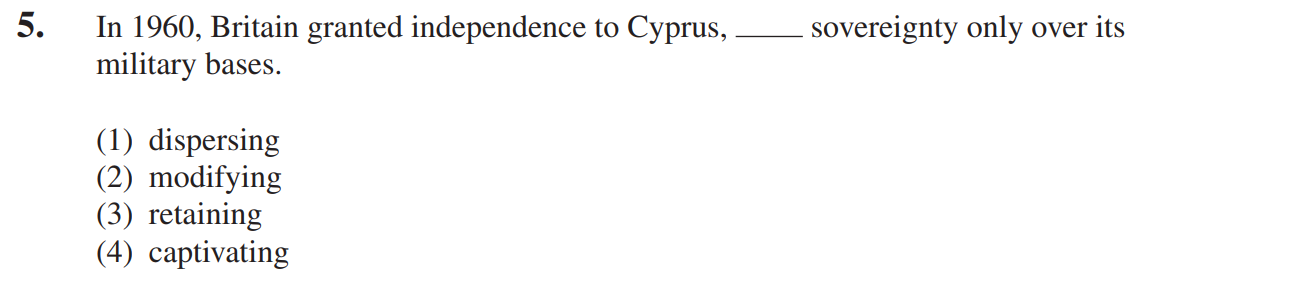 5. In 1960, Britain granted independence to Cyprus, ____ sovereignty only over its
military bases.
(1) dispersing
(2) modifying
(3) retaining
(4) captivating